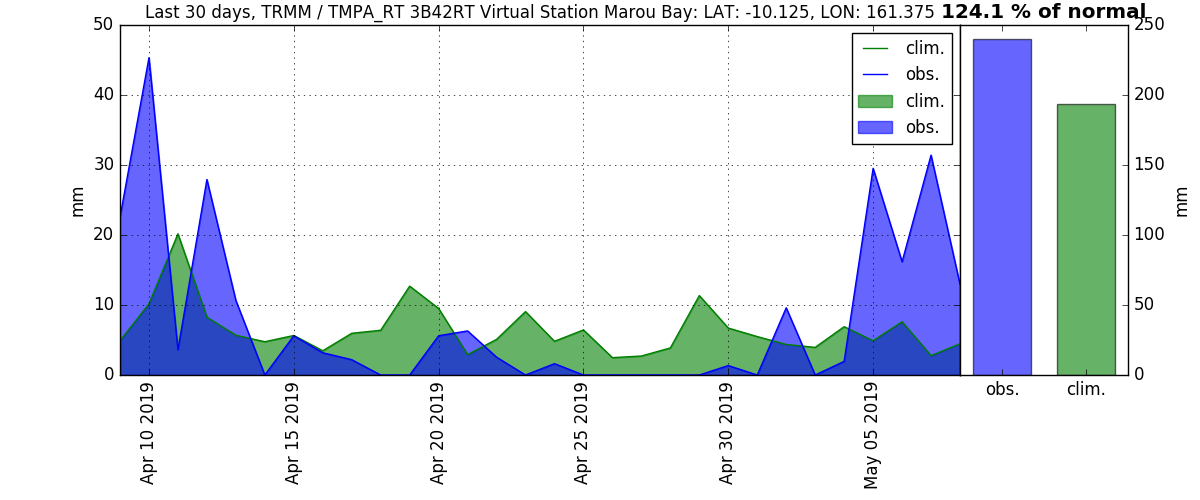 Last 30 days, TRMM / TMPA_RT 3B42RT Virtual Station Marou Bay: LAT: -10.125, LON: 161.375 124.1 % of normal
50
40
30
20
10
0
mm
clim.
obs.
clim.
obs.
250
200
150
100
50
0
mm
Apr 10 2019
Apr 15 2019
Apr 20 2019
Apr 25 2019
Apr 30 2019
May 05 2019
obs.
clim.